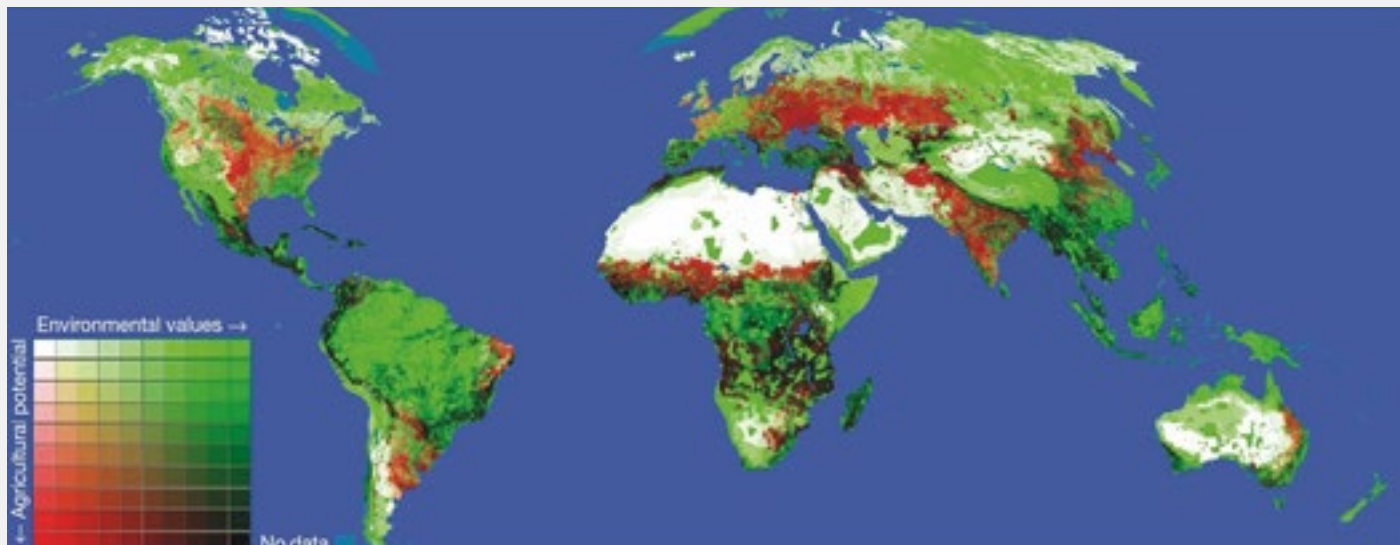 Environmental values →
← Agricultural potential
No data